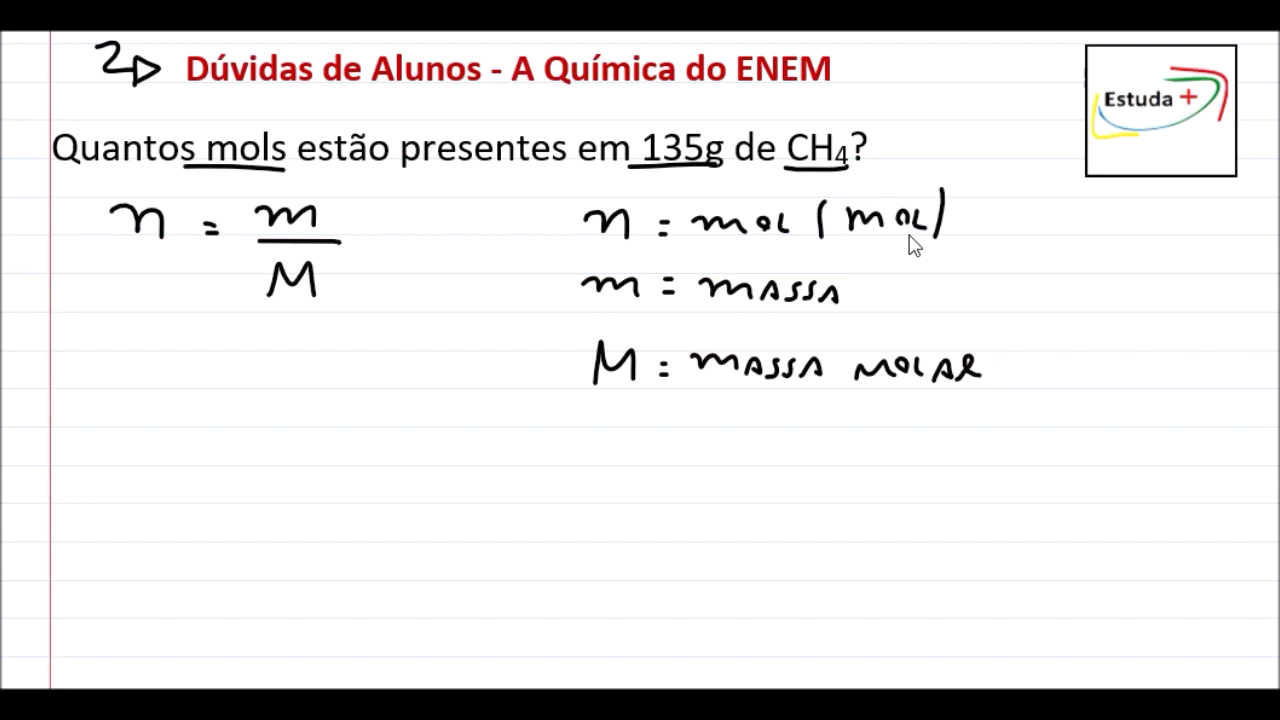 2 Dúvidas de Alunos - A Química do ENEM
Estuda +
Quantos mols estão presentes em 135g de CH₄?
n = m/M
n = mol (mol)
m = massa
M = massa molar